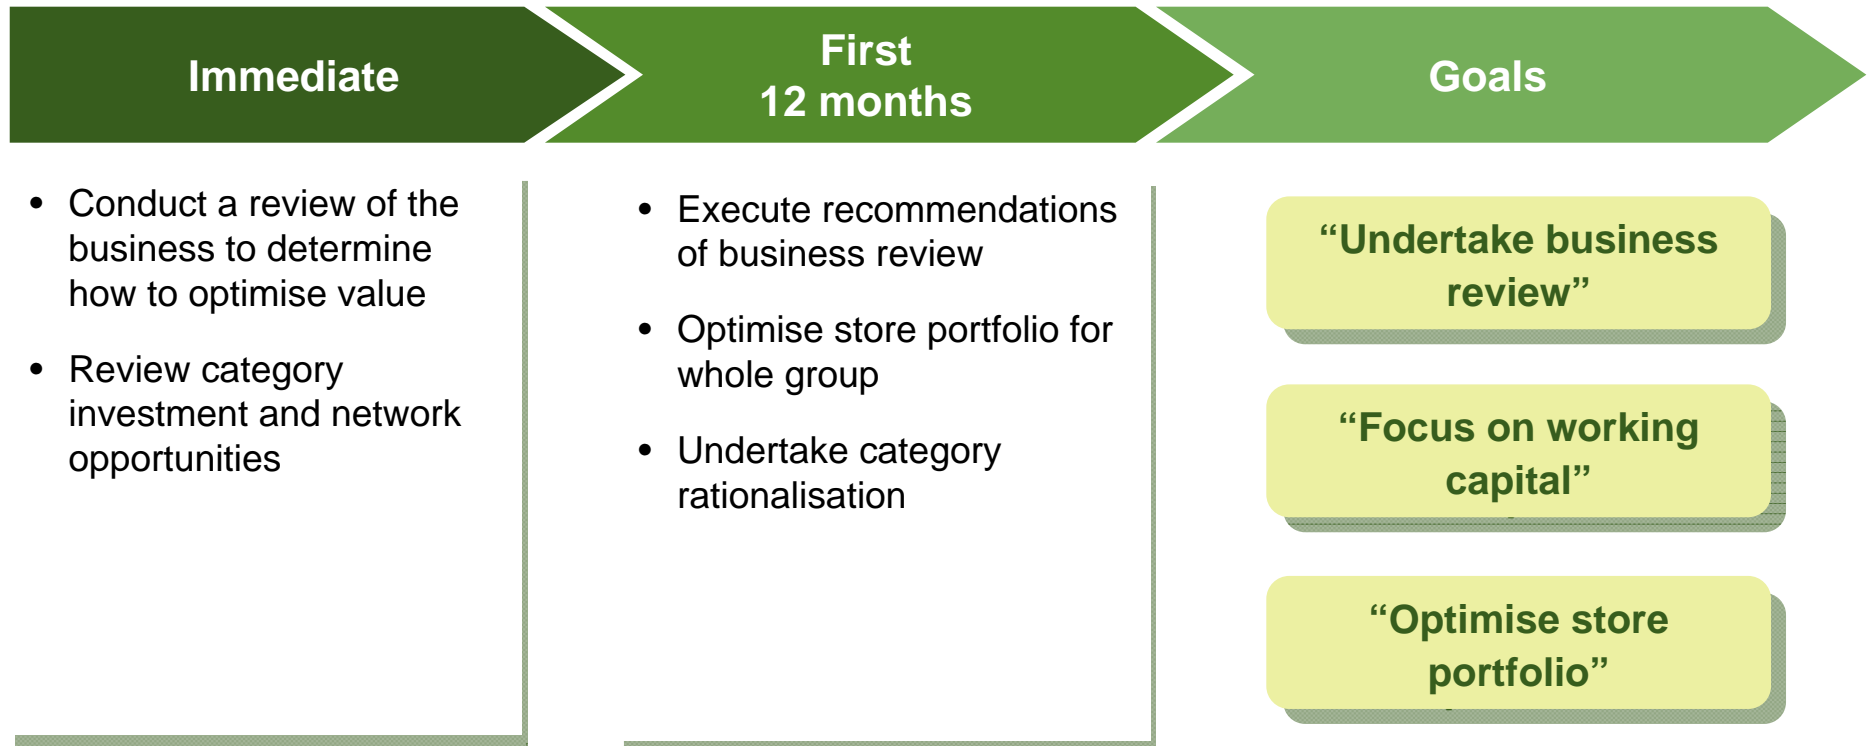 Immediate
First
12 months
Goals
• Conduct a review of the
business to determine
how to optimise value
• Review category
investment and network
opportunities
• Execute recommendations
of business review
• Optimise store portfolio for
whole group
• Undertake category
rationalisation
“Undertake business
review”
“Focus on working
capital”
“Optimise store
portfolio”